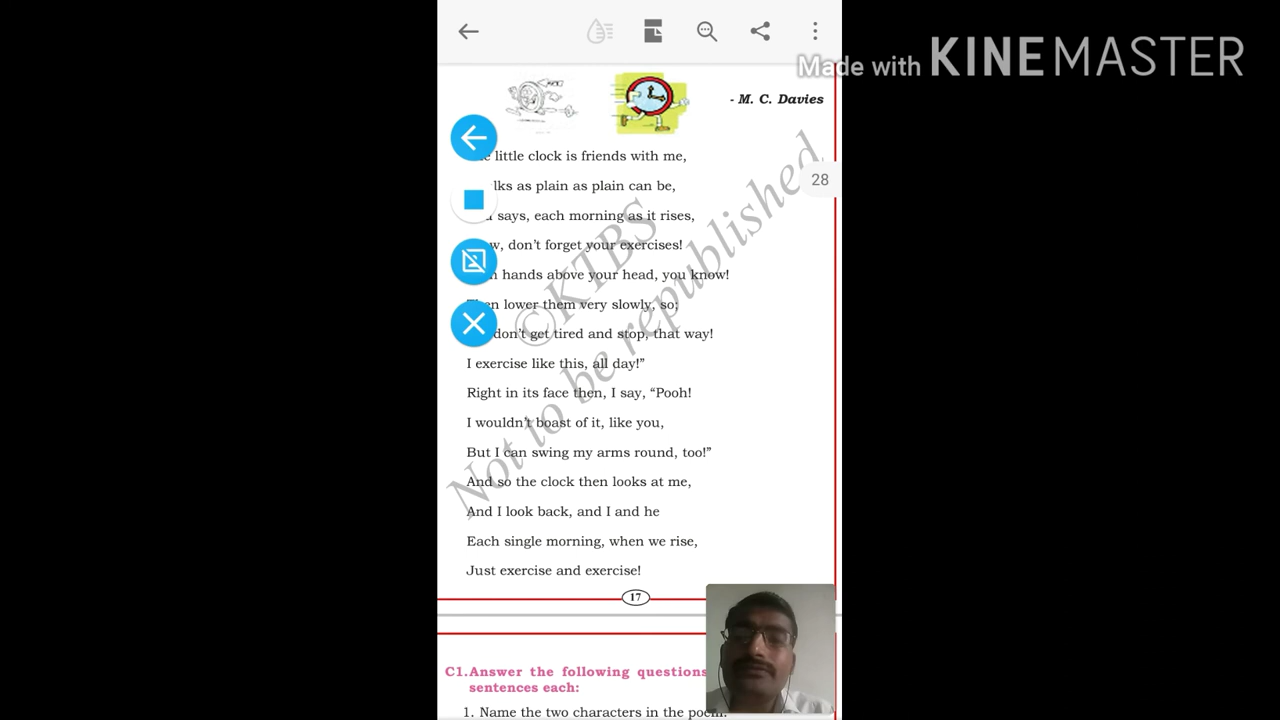 Made with KINEMASTER
- M. C. Davies
28
little clock is friends with me,
as plain as plain can be,
says, each morning as it rises,
don't forget your exercises!
hands above your head, you know!
lower them very slowly, so;
don't get tired and stop, that way!
I exercise like this, all day!”
Right in its face then, I say, “Pooh!
I wouldn't boast of it, like you,
But I can swing my arms round, too!”
And so the clock then looks at me,
And I look back, and I and he
Each single morning, when we rise,
Just exercise and exercise!
©KTBS
Not to be republished
17
C1.Answer the following questions
sentences each:
1. Name the two characters in the poem.